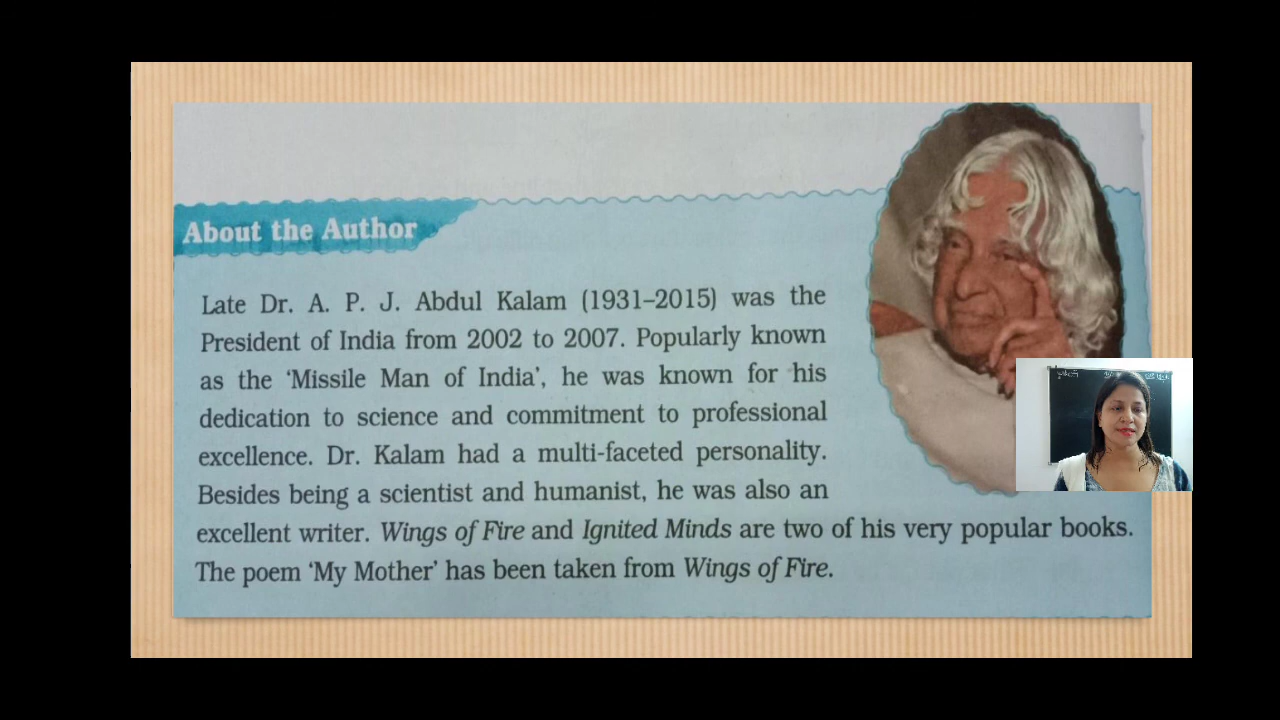 About the Author
Late Dr. A. P. J. Abdul Kalam (1931–2015) was the
President of India from 2002 to 2007. Popularly known
as the ‘Missile Man of India’, he was known for his
dedication to science and commitment to professional
excellence. Dr. Kalam had a multi-faceted personality.
Besides being a scientist and humanist, he was also an
excellent writer. Wings of Fire and Ignited Minds are two of his very popular books.
The poem ‘My Mother’ has been taken from Wings of Fire.